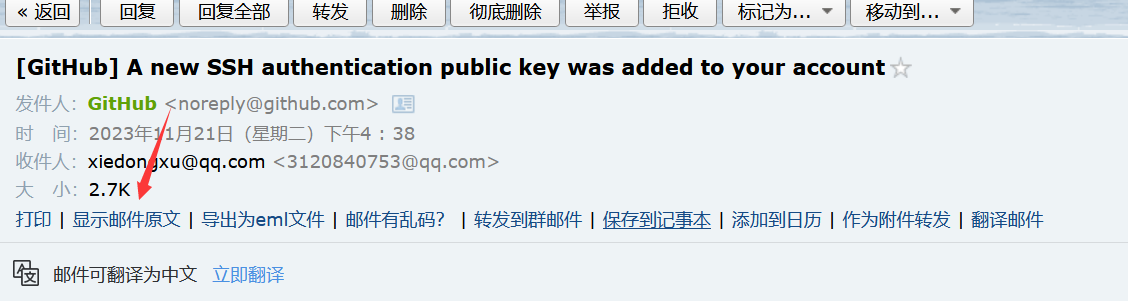 « 返回 回复 回复全部 转发 删除 彻底删除 举报 拒收 标记为... 移动到...
[GitHub] A new SSH authentication public key was added to your account
发件人： GitHub <noreply@github.com>
时 间： 2023年11月21日（星期二）下午4：38
收件人： xiedongxu@qq.com <3120840753@qq.com>
大 小： 2.7K
打印 | 显示邮件原文 | 导出为eml文件 | 邮件有乱码？ | 转发到群邮件 | 保存到记事本 | 添加到日历 | 作为附件转发 | 翻译邮件
邮件可翻译为中文 立即翻译